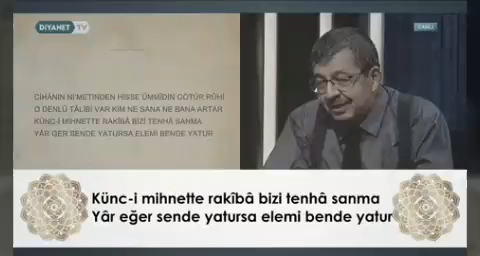 DİYANET TV
CANLI
CİHÂNIN Nİ'METİNDEN HİSSE ÜMMÎDİN GÖTÜR RÛHÎ
O DENLÜ TÂLİBİ VAR KİM NE SANA NE BANA ARTAR
KÜNC-İ MİHNETTE RAKÎBÂ BİZİ TENHÂ SANMA
YÂR GER SENDE YATURSA ELEMİ BENDE YATUR
Künc-i mihnette rakîbâ bizi tenhâ sanma
Yâr eğer sende yatursa elemi bende yatur